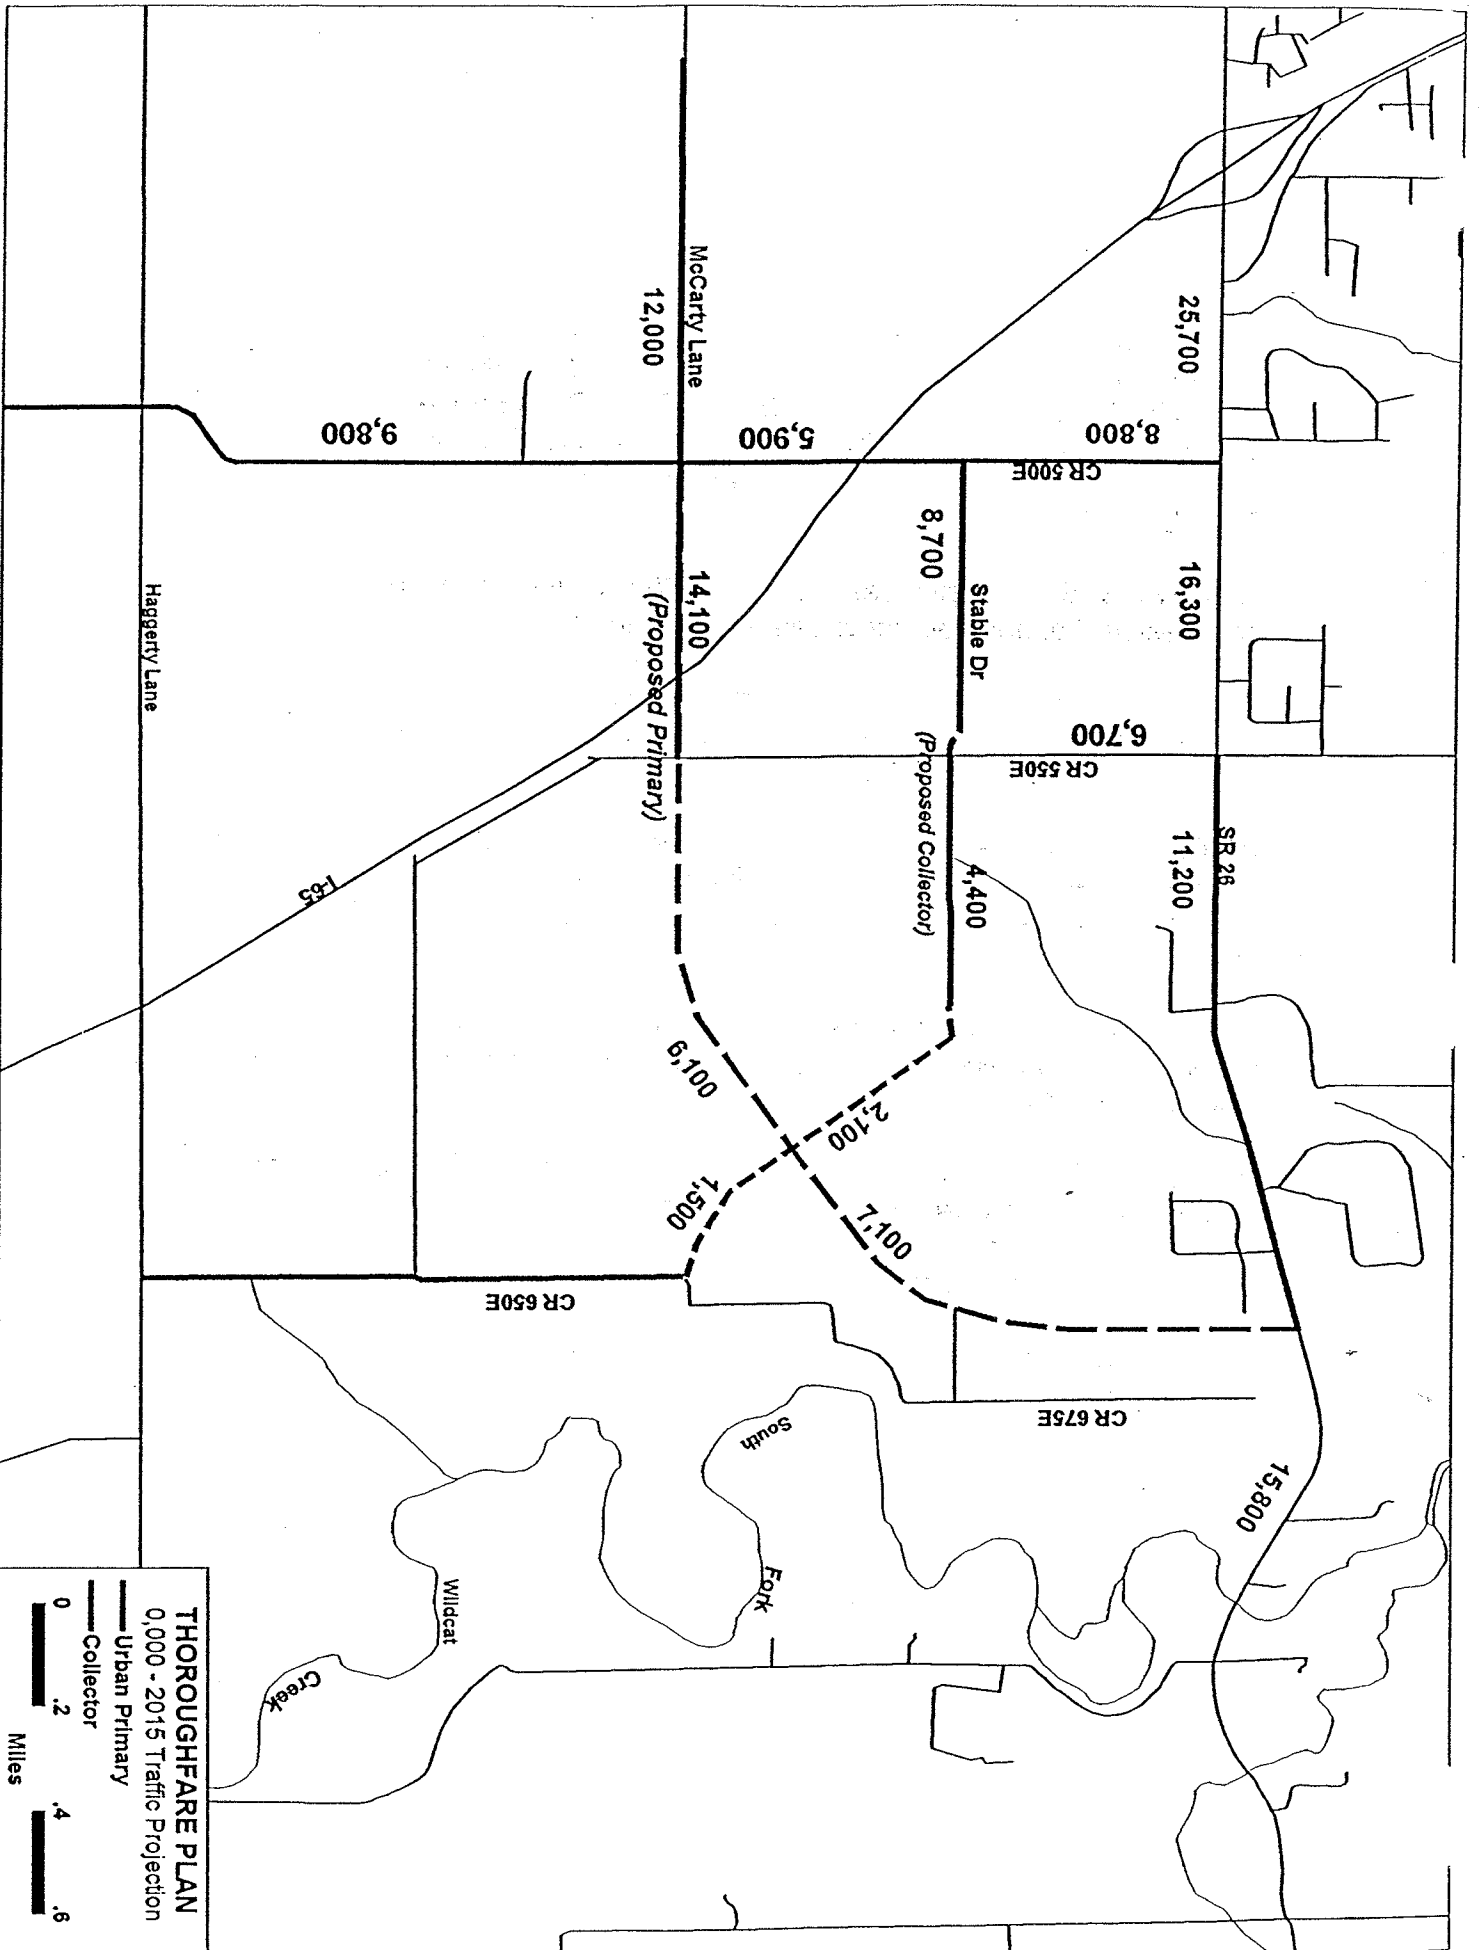 25,700
16,300
SR 26
11,200
15,800
8,800
CR 500E
6,700
CR 550E
Stable Dr
8,700
(Proposed Collector)
4,400
5,900
McCarty Lane
12,000
14,100
(Proposed Primary)
6,100
2,100
1,500
7,100
CR 675E
CR 650E
9,800
Haggerty Lane
I-65
South
Fork
Wildcat
Creek
THOROUGHFARE PLAN
0,000 - 2015 Traffic Projection
Urban Primary
Collector
0 .2 .4 .6
Miles